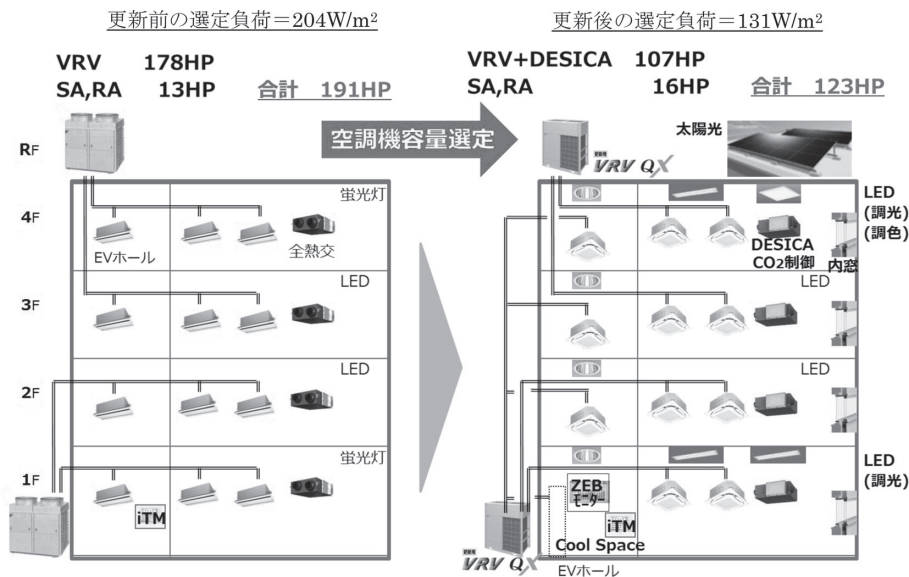 更新前の選定負荷＝204W/m²
更新後の選定負荷＝131W/m²
VRV 178HP
SA,RA 13HP 合計 191HP
VRV+DESICA 107HP
SA,RA 16HP 合計 123HP
空調機容量選定
太陽光
RF
VRV QX
蛍光灯
4F
EVホール
全熱交
LED
(調光)
(調色)
DESICA
CO2制御
内窓
LED
3F
LED
LED
2F
LED
蛍光灯
1F
iTM
LED
(調光)
ZEB
モニター
iTM
Cool Space
VRV QX
EVホール